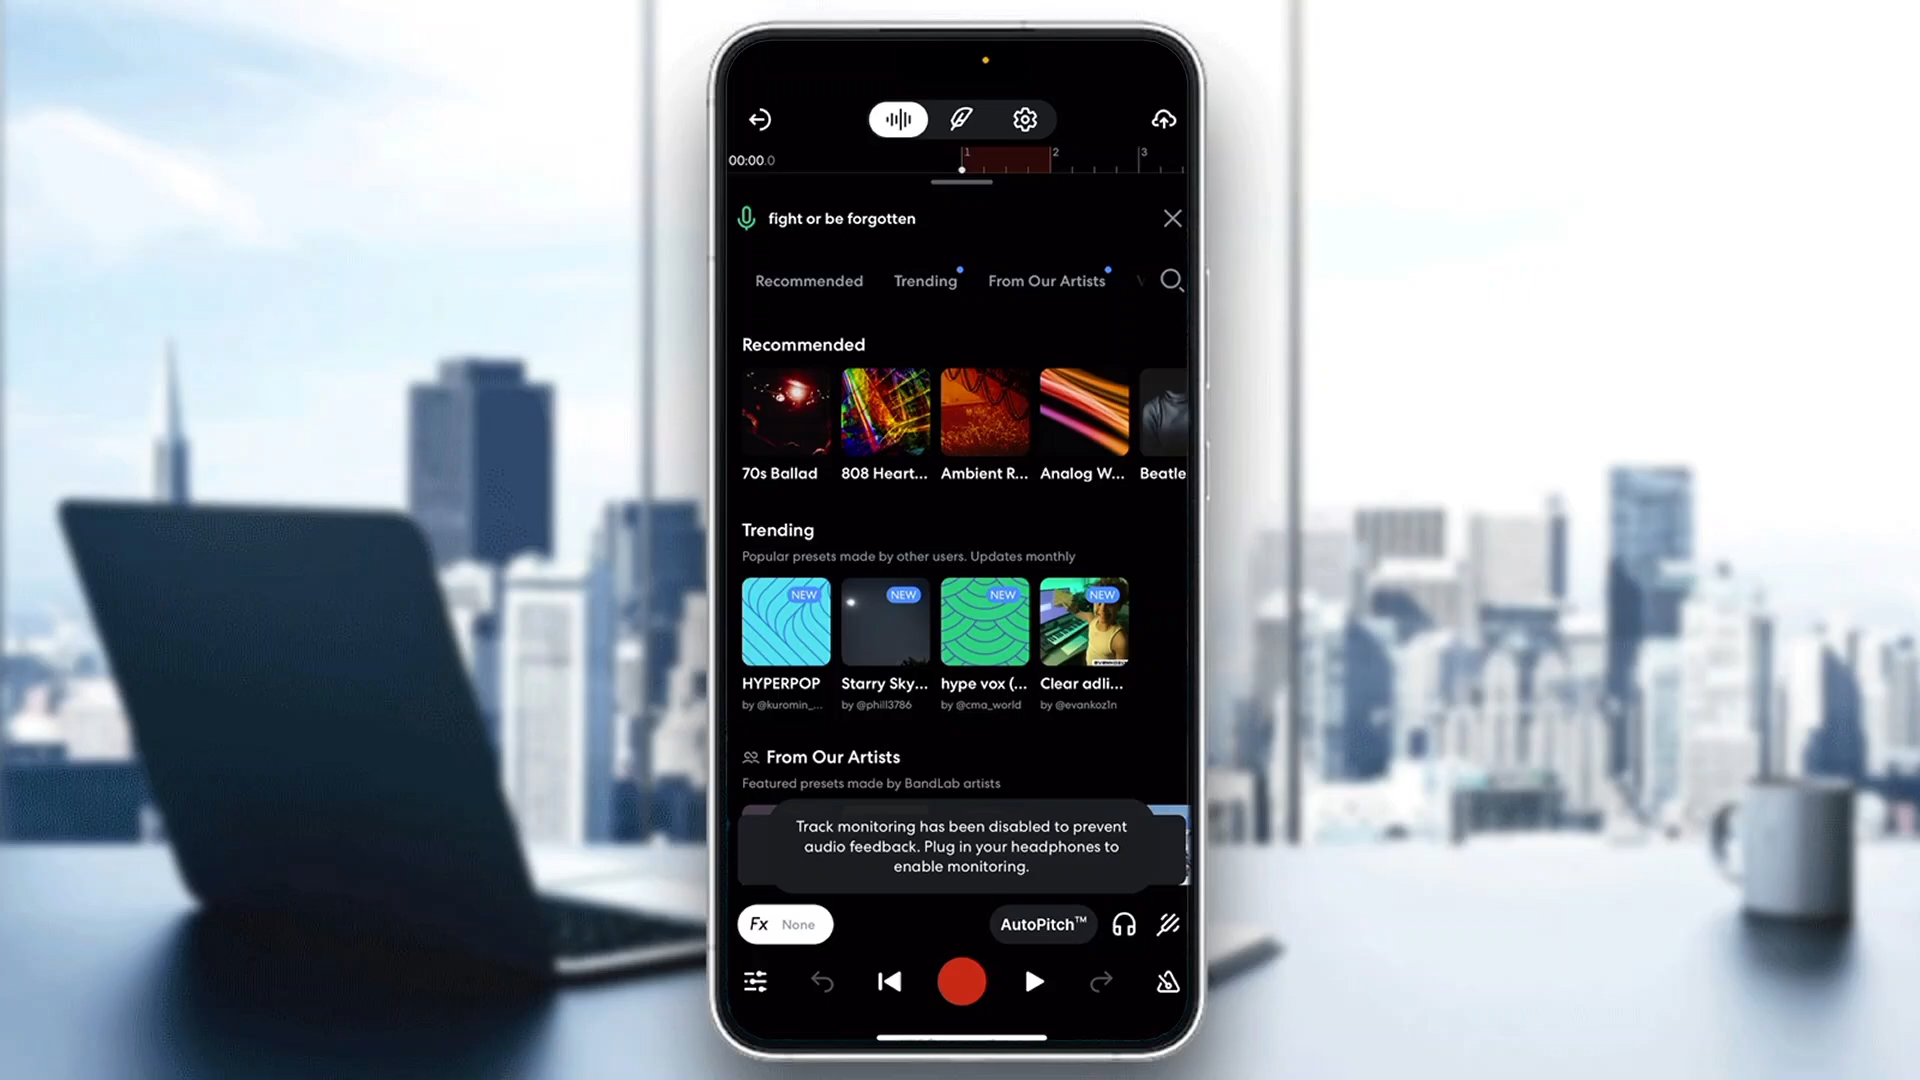 00:00.0
1
2
3
fight or be forgotten
Recommended
Trending
From Our Artists
Recommended
70s Ballad
808 Heart...
Ambient R...
Analog W...
Beatle
Trending
Popular presets made by other users. Updates monthly
NEW
NEW
NEW
NEW
HYPERPOP
Starry Sky...
hype vox (...
Clear adli...
by @kuromin_...
by @phill3786
by @cma_world
by @evankoz1n
From Our Artists
Featured presets made by BandLab artists
Track monitoring has been disabled to prevent
audio feedback. Plug in your headphones to
enable monitoring.
Fx None
AutoPitch™